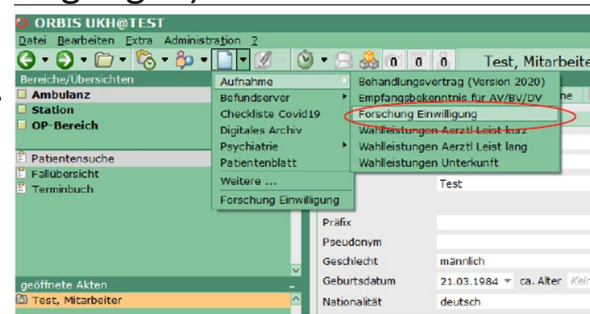 ORBIS UKH@TEST
Datei Bearbeiten Extra Administration ?
Test, Mitarbeite
Bereiche/Übersichten
Ambulanz
Station
OP-Bereich
Patientensuche
Fallübersicht
Terminbuch
geöffnete Akten
Test, Mitarbeiter
Aufnahme
Befundserver
Checkliste Covid19
Digitales Archiv
Psychiatrie
Patientenblatt
Weitere ...
Forschung Einwilligung
Behandlungsvertrag (Version 2020)
Empfangsbekenntnis für AV/BV/DV
Forschung Einwilligung
Wahlleistungen Aerztl Leist kurz
Wahlleistungen Aerztl Leist lang
Wahlleistungen Unterkunft
ne
Test
Präfix
Pseudonym
Geschlecht männlich
Geburtsdatum 21.03.1984 ca. Alter Kein
Nationalität deutsch